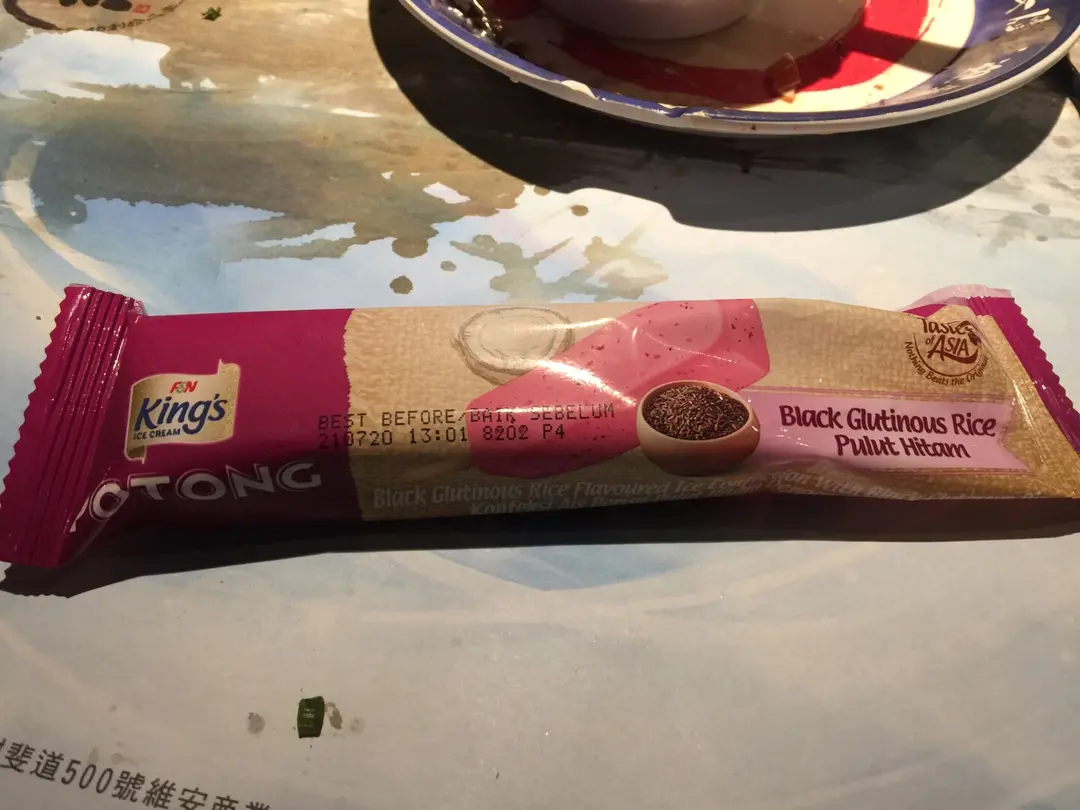 F&N
King's
ICE CREAM
POTONG
BEST BEFORE/BAIK SEBELUM
210720 13:01 8202 P4
Taste
of
ASIA
Nothing Beats the Original
Black Glutinous Rice
Pulut Hitam
Black Glutinous Rice Flavoured Ice
Konfeksi Ais
斐道500號維安商業